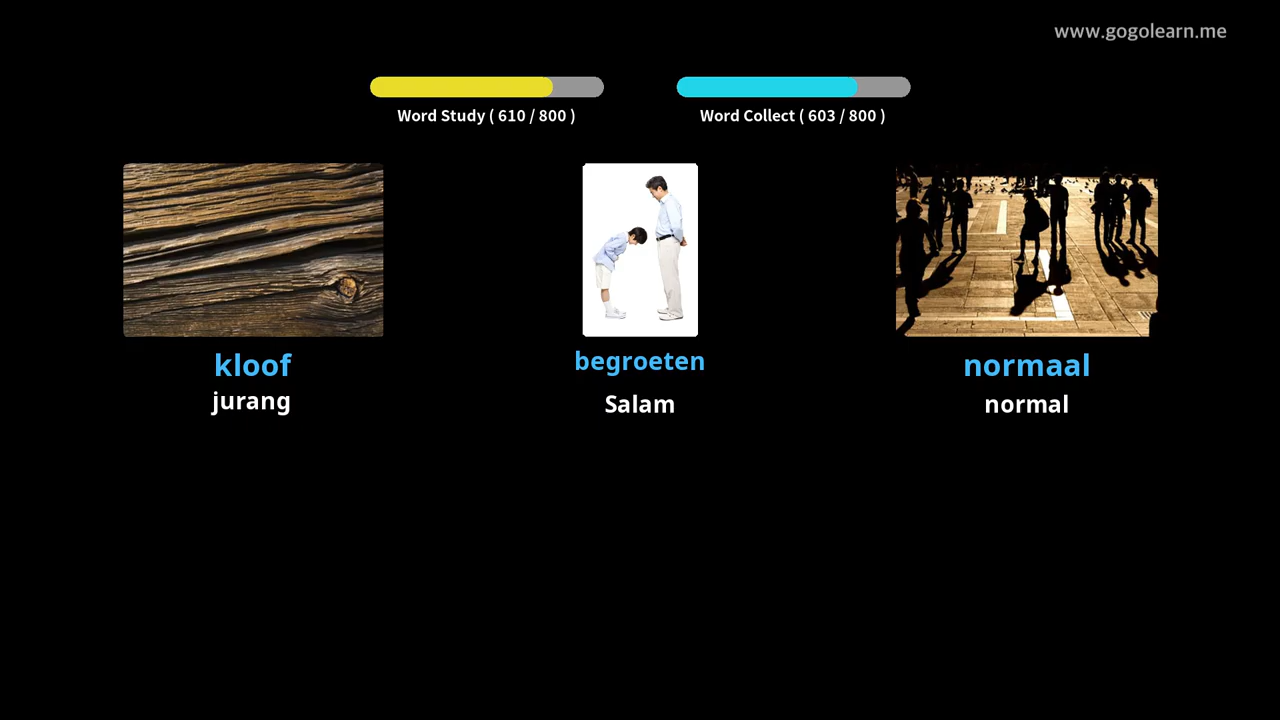 www.gogolearn.me
Word Study ( 610 / 800 )
Word Collect ( 603 / 800 )
kloof
jurang
begroeten
Salam
normaal
normal